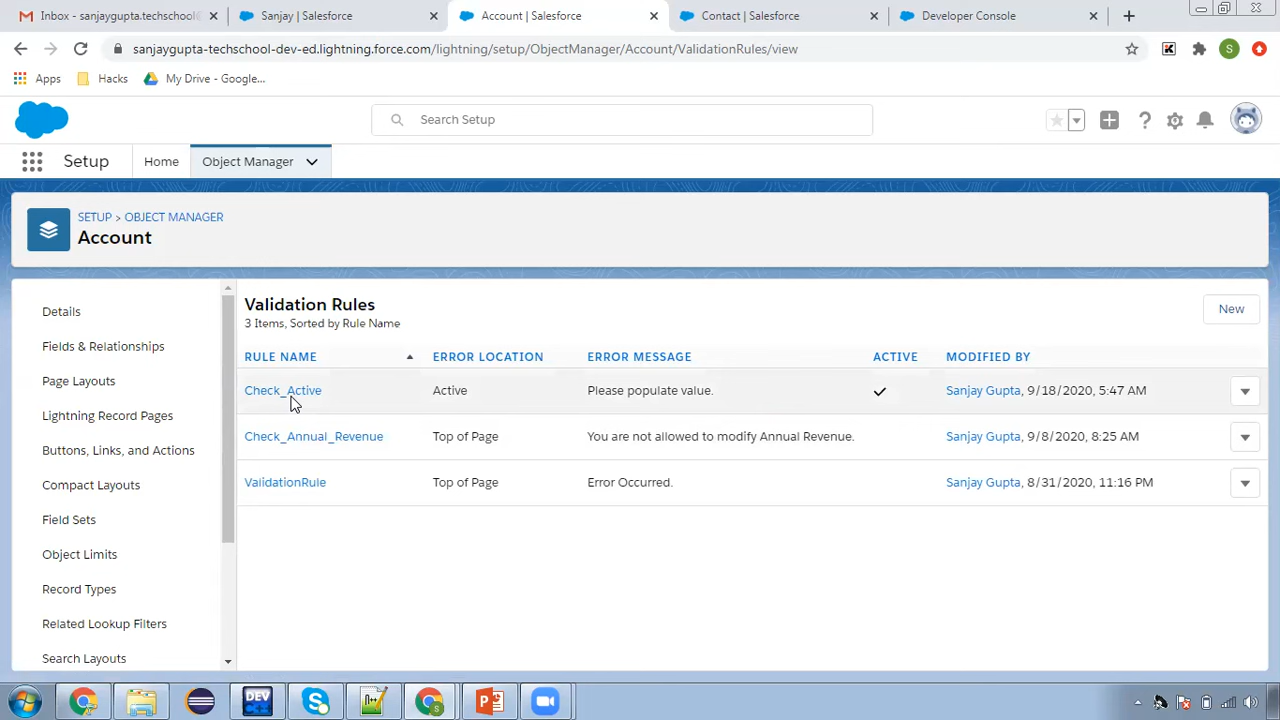 Inbox - sanjaygupta.techschool@
Sanjay | Salesforce
Account | Salesforce
Contact | Salesforce
Developer Console
sanjaygupta-techschool-dev-ed.lightning.force.com/lightning/setup/ObjectManager/Account/ValidationRules/view
S
Apps
Hacks
My Drive - Google...
Search Setup
Setup
Home
Object Manager
SETUP > OBJECT MANAGER
Account
Details
Fields & Relationships
Page Layouts
Lightning Record Pages
Buttons, Links, and Actions
Compact Layouts
Field Sets
Object Limits
Record Types
Related Lookup Filters
Search Layouts
Validation Rules
3 Items, Sorted by Rule Name
New
RULE NAME ERROR LOCATION ERROR MESSAGE ACTIVE MODIFIED BY
Check_Active Active Please populate value. Sanjay Gupta, 9/18/2020, 5:47 AM
Check_Annual_Revenue Top of Page You are not allowed to modify Annual Revenue. Sanjay Gupta, 9/8/2020, 8:25 AM
ValidationRule Top of Page Error Occurred. Sanjay Gupta, 8/31/2020, 11:16 PM
DEV